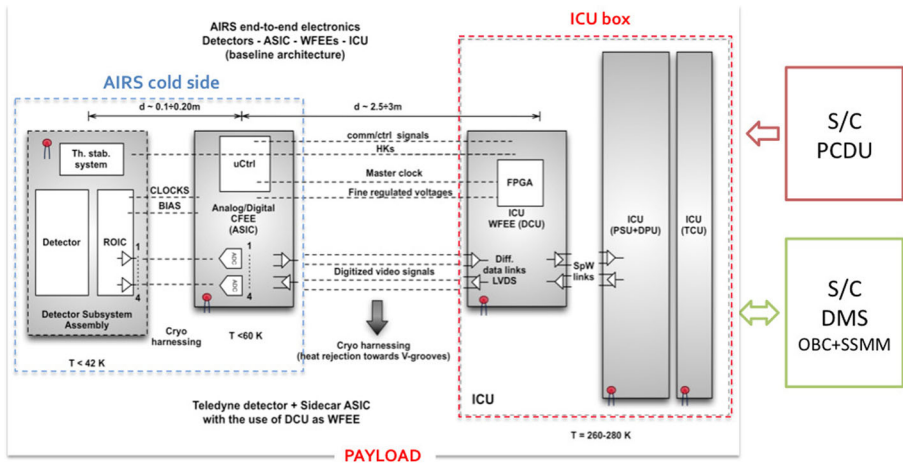 AIRS end-to-end electronics
Detectors - ASIC - WFEEs - ICU
(baseline architecture)
ICU box
AIRS cold side
d ~ 0.1÷0.20m
d ~ 2.5÷3m
Th. stab.
system
CLOCKS
BIAS
Detector
ROIC
1
4
Detector Subsystem
Assembly
T < 42 K
Cryo
harnessing
uCtrl
Analog/Digital
CFEE
(ASIC)
ADC
1
ADC
4
T <60 K
comm/ctrl signals
HKs
Master clock
Fine regulated voltages
Digitized video signals
Cryo harnessing
(heat rejection towards V-grooves)
FPGA
ICU
WFEE (DCU)
Diff.
data links
LVDS
SpW
links
ICU
(PSU+DPU)
ICU
(TCU)
ICU
T = 260-280 K
Teledyne detector + Sidecar ASIC
with the use of DCU as WFEE
PAYLOAD
S/C
PCDU
S/C
DMS
OBC+SSMM